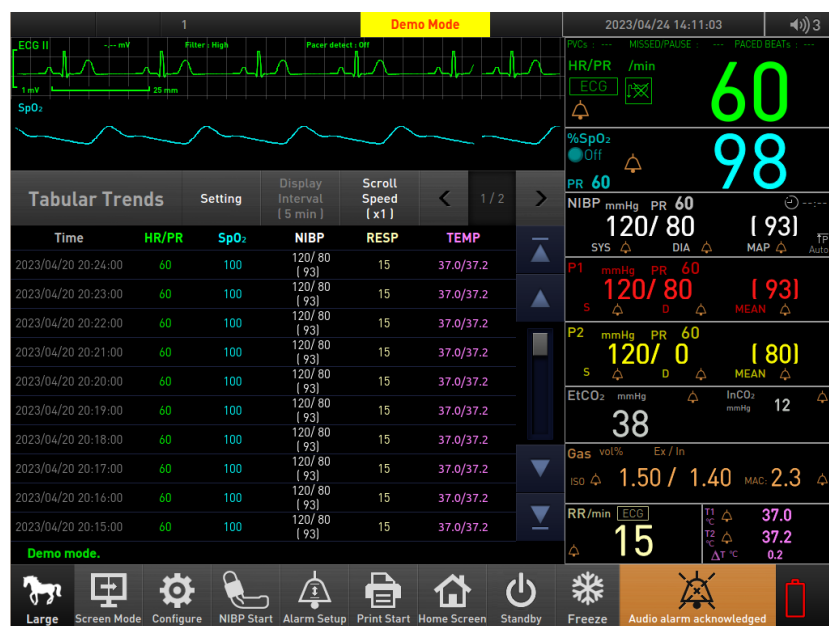 1
Demo Mode
2023/04/24 14:11:03
3
ECG II
-.-- mV
Filter : High
Pacer detect : Off
1 mV
25 mm
SpO₂
PVCs : ---
MISSED/PAUSE : ---
PACED BEATS : ---
HR/PR /min
ECG
60
%SpO₂
Off
PR 60
98
Tabular Trends
Setting
Display
Interval
( 5 min )
Scroll
Speed
( x1 )
1/2
Time HR/PR SpO₂ NIBP RESP TEMP
2023/04/20 20:24:00 60 100 120/ 80 ( 93) 15 37.0/37.2
2023/04/20 20:23:00 60 100 120/ 80 ( 93) 15 37.0/37.2
2023/04/20 20:22:00 60 100 120/ 80 ( 93) 15 37.0/37.2
2023/04/20 20:21:00 60 100 120/ 80 ( 93) 15 37.0/37.2
2023/04/20 20:20:00 60 100 120/ 80 ( 93) 15 37.0/37.2
2023/04/20 20:19:00 60 100 120/ 80 ( 93) 15 37.0/37.2
2023/04/20 20:18:00 60 100 120/ 80 ( 93) 15 37.0/37.2
2023/04/20 20:17:00 60 100 120/ 80 ( 93) 15 37.0/37.2
2023/04/20 20:16:00 60 100 120/ 80 ( 93) 15 37.0/37.2
2023/04/20 20:15:00 60 100 120/ 80 ( 93) 15 37.0/37.2
Demo mode.
NIBP mmHg PR 60 --:--
120/ 80 ( 93)
SYS DIA MAP
TP
Auto
P1 mmHg PR 60
120/ 80 ( 93)
S D MEAN
P2 mmHg PR 60
120/ 0 ( 80)
S D MEAN
EtCO₂ mmHg
38
InCO₂
mmHg
12
Gas vol% Ex / In
ISO 1.50 / 1.40 MAC: 2.3
RR/min ECG
15
T1 °C 37.0
T2 °C 37.2
ΔT °C 0.2
Large
Screen Mode
Configure
NIBP Start
Alarm Setup
Print Start
Home Screen
Standby
Freeze
Audio alarm acknowledged